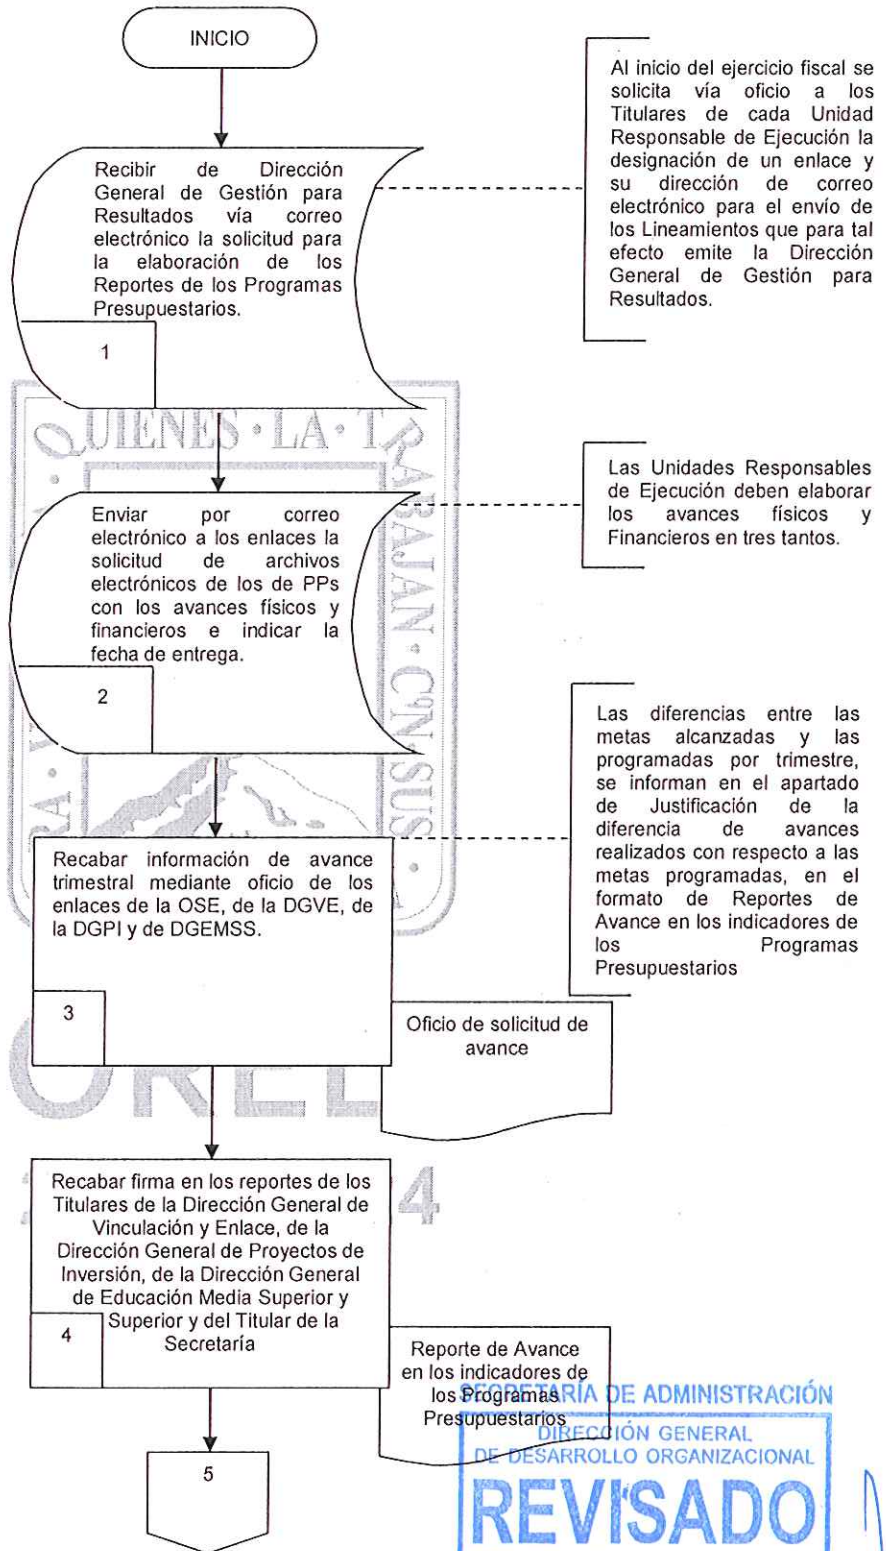 INICIO
Al inicio del ejercicio fiscal se
solicita vía oficio a los
Titulares de cada Unidad
Responsable de Ejecución la
designación de un enlace y
su dirección de correo
electrónico para el envío de
los Lineamientos que para tal
efecto emite la Dirección
General de Gestión para
Resultados.
Recibir de Dirección
General de Gestión para
Resultados vía correo
electrónico la solicitud para
la elaboración de los
Reportes de los Programas
Presupuestarios.
1
QUIENES · LA · TRABAJAN · CON · SUS ·
Enviar por correo
electrónico a los enlaces la
solicitud de archivos
electrónicos de los de PPs
con los avances físicos y
financieros e indicar la
fecha de entrega.
2
Las Unidades Responsables
de Ejecución deben elaborar
los avances físicos y
Financieros en tres tantos.
Las diferencias entre las
metas alcanzadas y las
programadas por trimestre,
se informan en el apartado
de Justificación de la
diferencia de avances
realizados con respecto a las
metas programadas, en el
formato de Reportes de
Avance en los indicadores de
los Programas
Presupuestarios
Recabar información de avance
trimestral mediante oficio de los
enlaces de la OSE, de la DGVE, de
la DGPI y de DGEMSS.
3
Oficio de solicitud de
avance
Recabar firma en los reportes de los
Titulares de la Dirección General de
Vinculación y Enlace, de la
Dirección General de Proyectos de
Inversión, de la Dirección General
de Educación Media Superior y
Superior y del Titular de la
Secretaría
4
Reporte de Avance
en los indicadores de
los Programas
Presupuestarios
5
SECRETARÍA DE ADMINISTRACIÓN
DIRECCIÓN GENERAL
DE DESARROLLO ORGANIZACIONAL
REVISADO